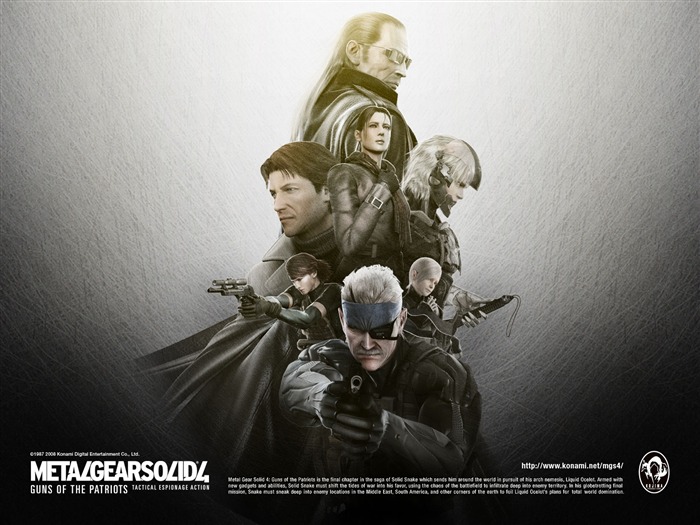 ©1987 2008 Konami Digital Entertainment Co., Ltd.
METAL GEAR SOLID 4
GUNS OF THE PATRIOTS TACTICAL ESPIONAGE ACTION
http://www.konami.net/mgs4/
KOJIMA
Metal Gear Solid 4: Guns of the Patriots is the final chapter in the saga of Solid Snake which sends him around the world in pursuit of his arch nemesis, Liquid Ocelot. Armed with
new gadgets and abilities, Solid Snake must shift the tides of war into his favor, using the chaos of the battlefield to infiltrate deep into enemy territory. In his globetrotting final
mission, Snake must sneak deep into enemy locations in the Middle East, South America, and other corners of the earth to foil Liquid Ocelot's plans for total world domination.